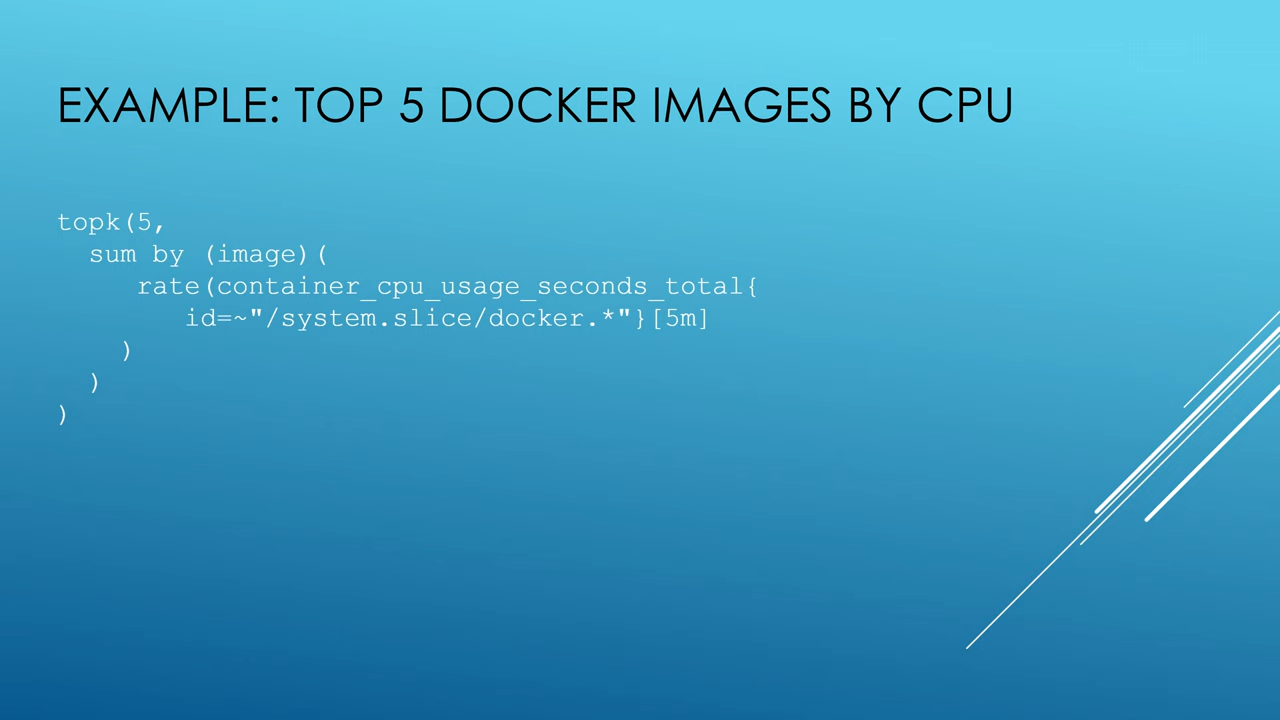 EXAMPLE: TOP 5 DOCKER IMAGES BY CPU
topk(5,
  sum by (image)(
     rate(container_cpu_usage_seconds_total{
        id=~"/system.slice/docker.*"}[5m]
    )
  )
)